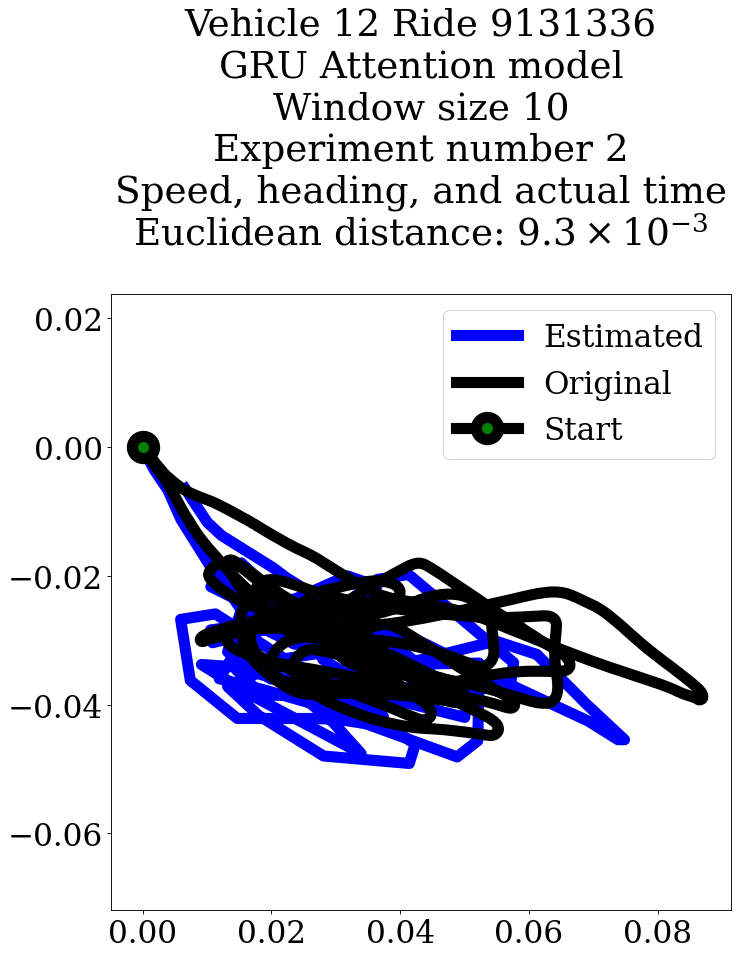 Vehicle 12 Ride 9131336
GRU Attention model
Window size 10
Experiment number 2
Speed, heading, and actual time
Euclidean distance: 9.3 × 10⁻³
0.02
0.00
−0.02
−0.04
−0.06
Estimated
Original
Start
0.00 0.02 0.04 0.06 0.08